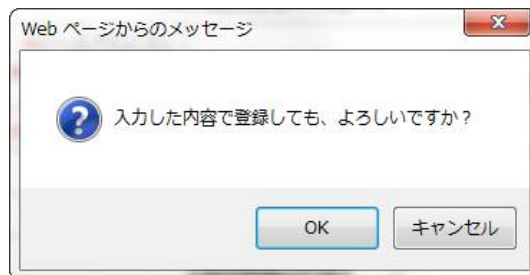 Web ページからのメッセージ
入力した内容で登録しても、よろしいですか？
OK
キャンセル